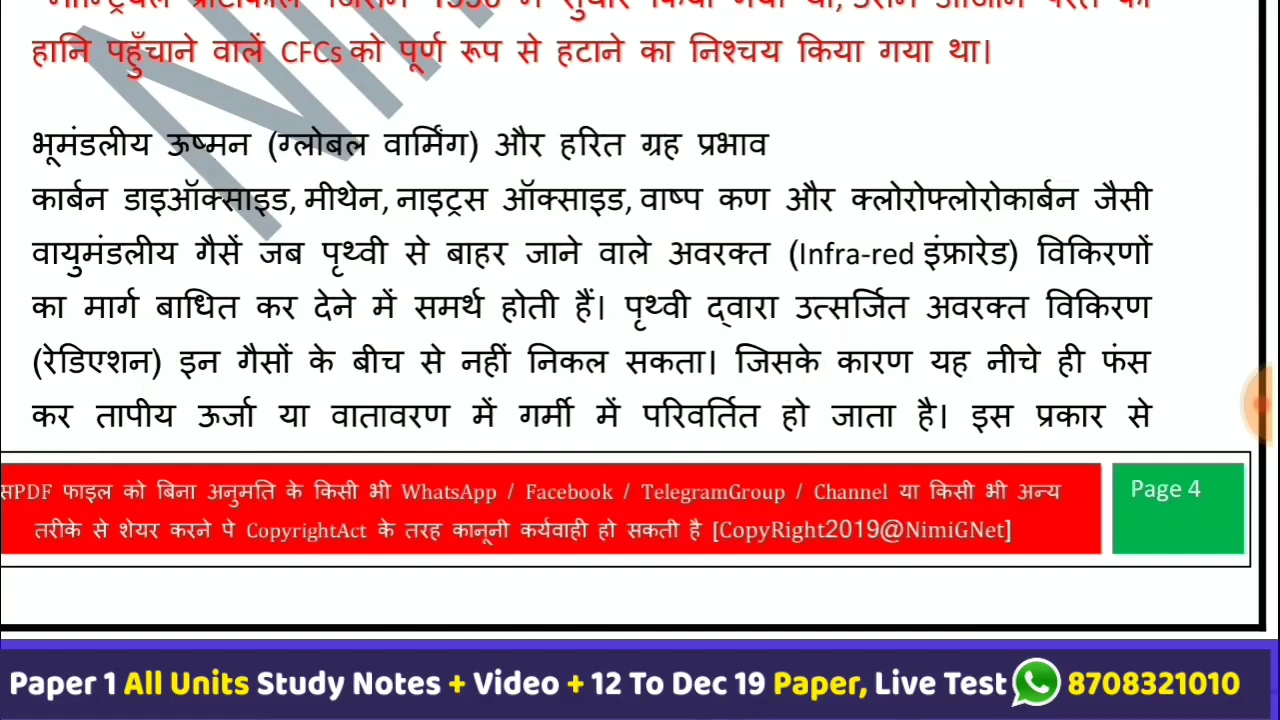 हानि पहुँचाने वालें CFCs को पूर्ण रूप से हटाने का निश्चय किया गया था।
भूमंडलीय ऊष्मन (ग्लोबल वार्मिंग) और हरित ग्रह प्रभाव
कार्बन डाइऑक्साइड, मीथेन, नाइट्रस ऑक्साइड, वाष्प कण और क्लोरोफ्लोरोकार्बन जैसी
वायुमंडलीय गैसें जब पृथ्वी से बाहर जाने वाले अवरक्त (Infra-red इंफ्रारेड) विकिरणों
का मार्ग बाधित कर देने में समर्थ होती हैं। पृथ्वी द्वारा उत्सर्जित अवरक्त विकिरण
(रेडिएशन) इन गैसों के बीच से नहीं निकल सकता। जिसके कारण यह नीचे ही फंस
कर तापीय ऊर्जा या वातावरण में गर्मी में परिवर्तित हो जाता है। इस प्रकार से
सPDF फाइल को बिना अनुमति के किसी भी WhatsApp / Facebook / TelegramGroup / Channel या किसी भी अन्य
तरीके से शेयर करने पे CopyrightAct के तरह कानूनी कर्यवाही हो सकती है [CopyRight2019@NimiGNet]
Page 4
Paper 1 All Units Study Notes + Video + 12 To Dec 19 Paper, Live Test 8708321010